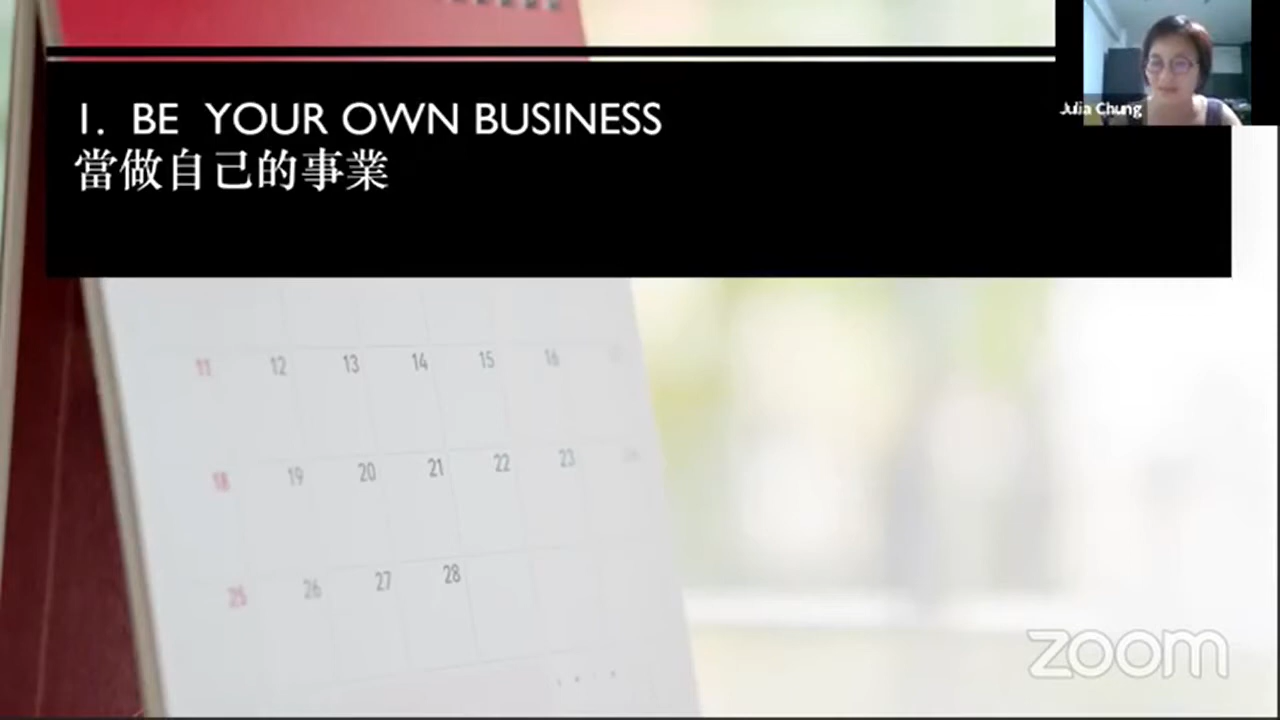 1. BE YOUR OWN BUSINESS
當做自己的事業
Julia Chung
11 12 13 14 15 16
18 19 20 21 22 23
25 26 27 28
zoom